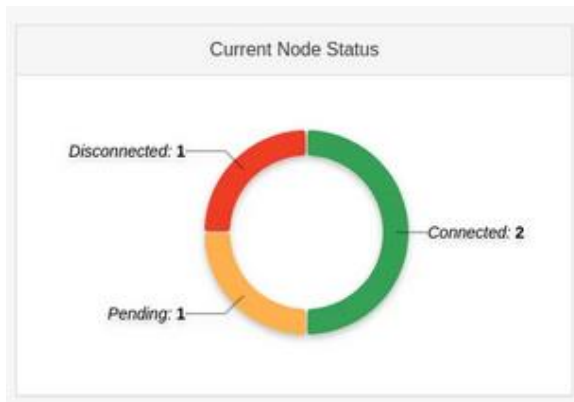 Current Node Status
Disconnected: 1
Connected: 2
Pending: 1